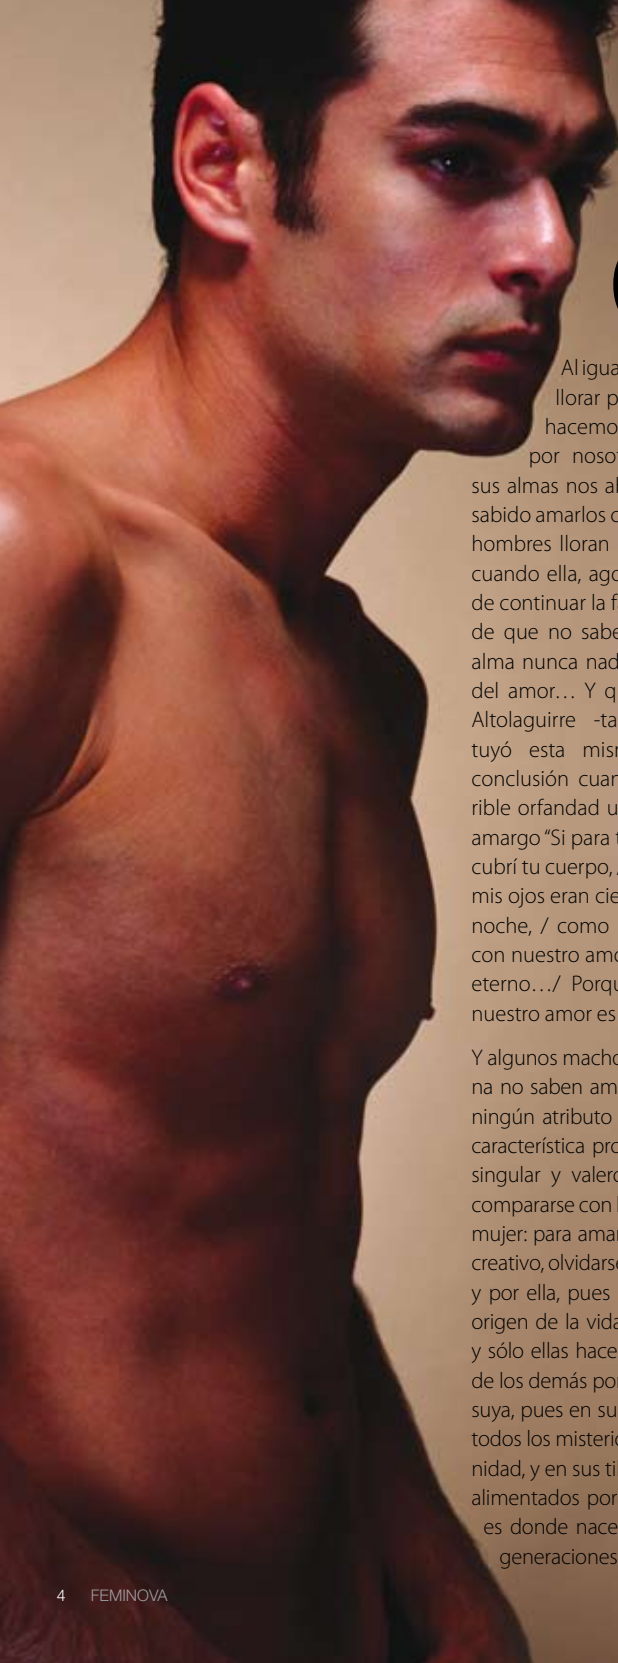 Al igua
llorar p
hacemo
por noso
sus almas nos al
sabido amarlos c
hombres lloran
cuando ella, ago
de continuar la f
de que no sabe
alma nunca nad
del amor… Y q
Altolaguirre -ta
tuyó esta misr
conclusión cuan
rible orfandad u
amargo “Si para t
cubrí tu cuerpo, /
mis ojos eran cie
noche, / como
con nuestro amo
eterno…/ Porqu
nuestro amor es
Y algunos macho
na no saben am
ningún atributo
característica pro
singular y valero
compararse con l
mujer: para amar
creativo, olvidarse
y por ella, pues
origen de la vida
y sólo ellas hace
de los demás por
suya, pues en su
todos los misterio
nidad, y en sus ti
alimentados por
es donde nace
generaciones
4 FEMINOVA